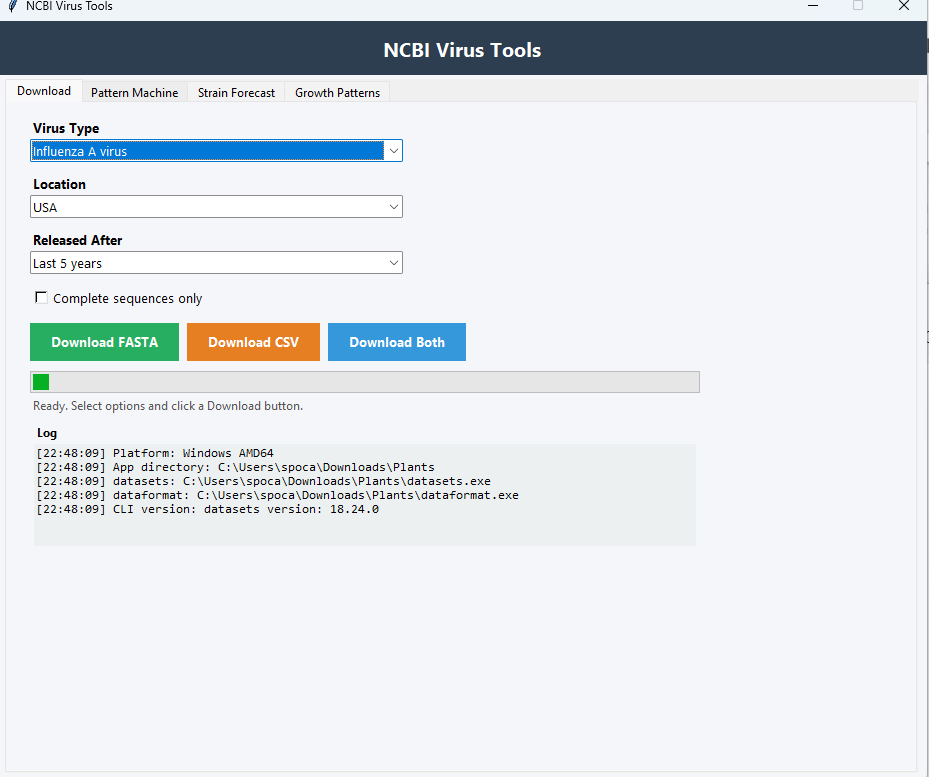 NCBI Virus Tools
NCBI Virus Tools
Download Pattern Machine Strain Forecast Growth Patterns
Virus Type
Influenza A virus
Location
USA
Released After
Last 5 years
Complete sequences only
Download FASTA Download CSV Download Both
Ready. Select options and click a Download button.
Log
[22:48:09] Platform: Windows AMD64
[22:48:09] App directory: C:\Users\spoca\Downloads\Plants
[22:48:09] datasets: C:\Users\spoca\Downloads\Plants\datasets.exe
[22:48:09] dataformat: C:\Users\spoca\Downloads\Plants\dataformat.exe
[22:48:09] CLI version: datasets version: 18.24.0